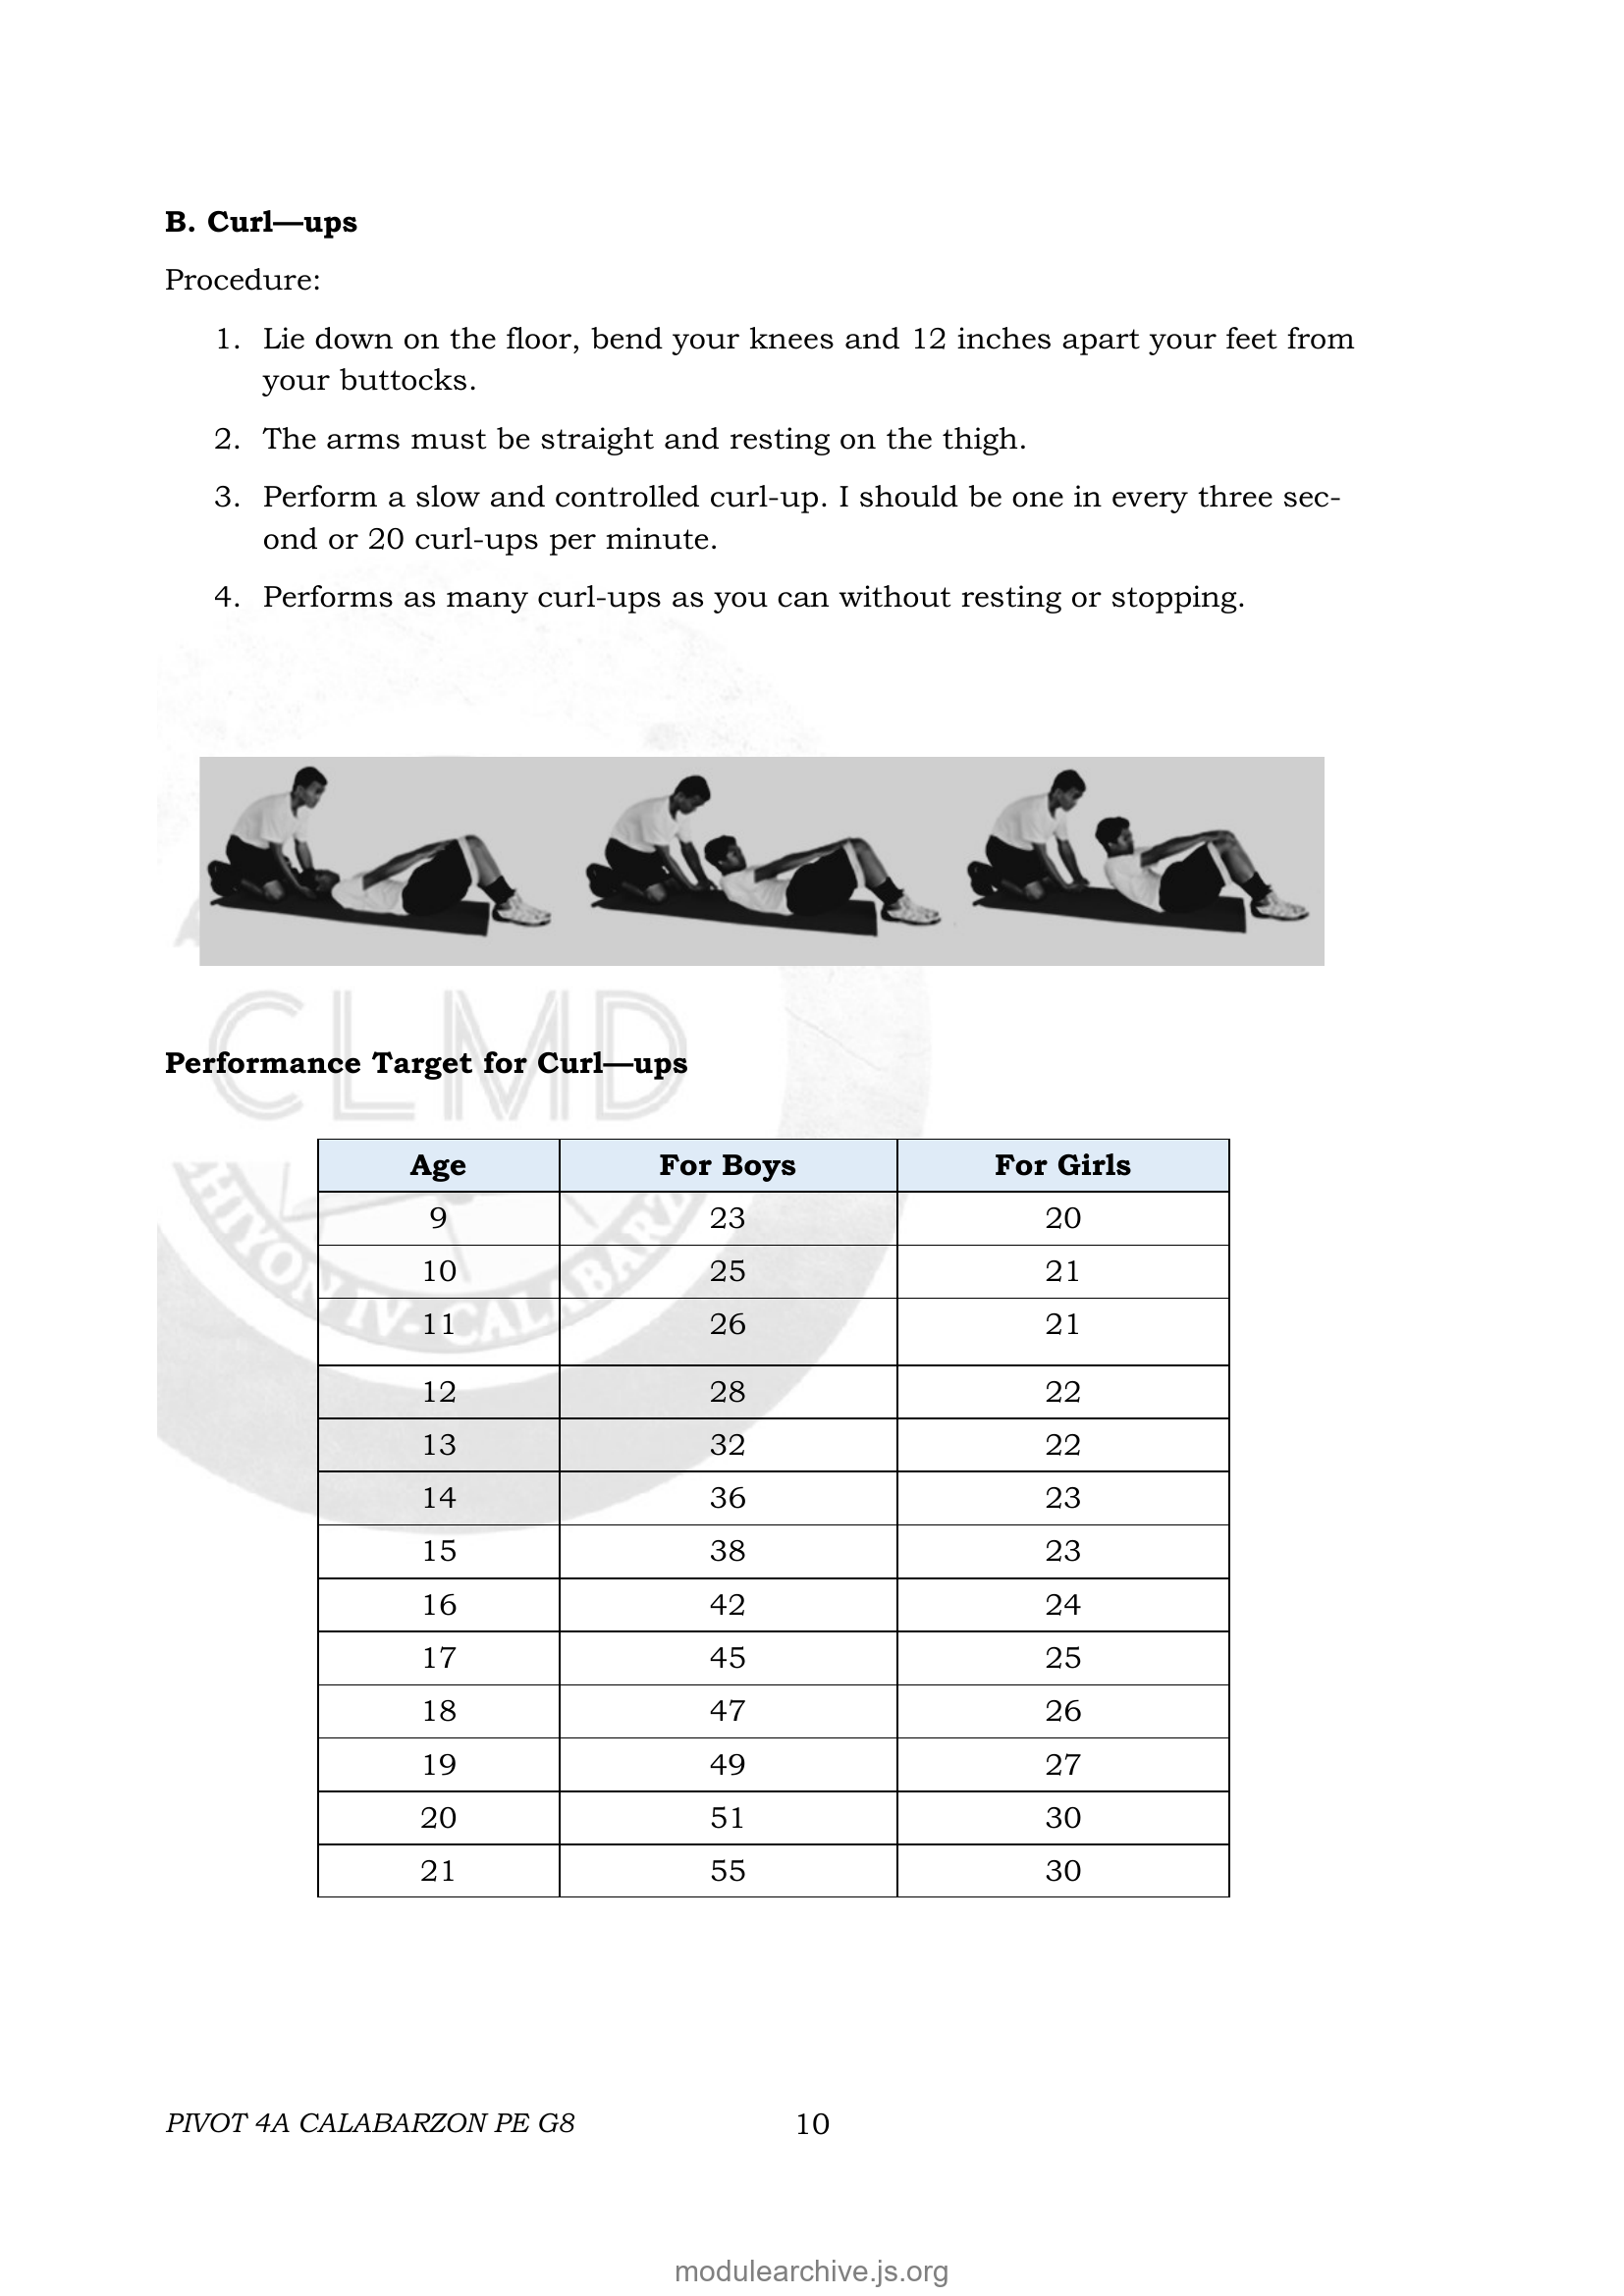 B. Curl—ups
Procedure:
1. Lie down on the floor, bend your knees and 12 inches apart your feet from
your buttocks.
2. The arms must be straight and resting on the thigh.
3. Perform a slow and controlled curl-up. I should be one in every three sec-
ond or 20 curl-ups per minute.
4. Performs as many curl-ups as you can without resting or stopping.
CLMD
Performance Target for Curl—ups
Age For Boys For Girls
9 23 20
10 25 21
11 26 21
12 28 22
13 32 22
14 36 23
15 38 23
16 42 24
17 45 25
18 47 26
19 49 27
20 51 30
21 55 30
HIYON IV- CALABARZ
PIVOT 4A CALABARZON PE G8 10
modulearchive.js.org